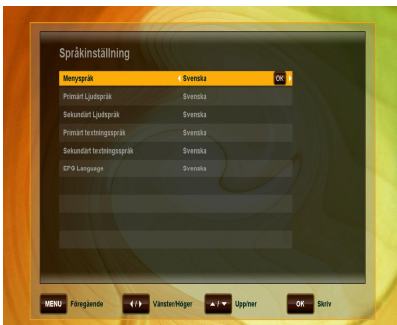 Språkinställning
Menyspråk Svenska OK
Primärt Ljudspråk Svenska
Sekundärt Ljudspråk Svenska
Primärt textningsspråk Svenska
Sekundärt textningsspråk Svenska
EPG Language Svenska
MENU Föregående Vänster/Höger Upp/ner OK Skriv